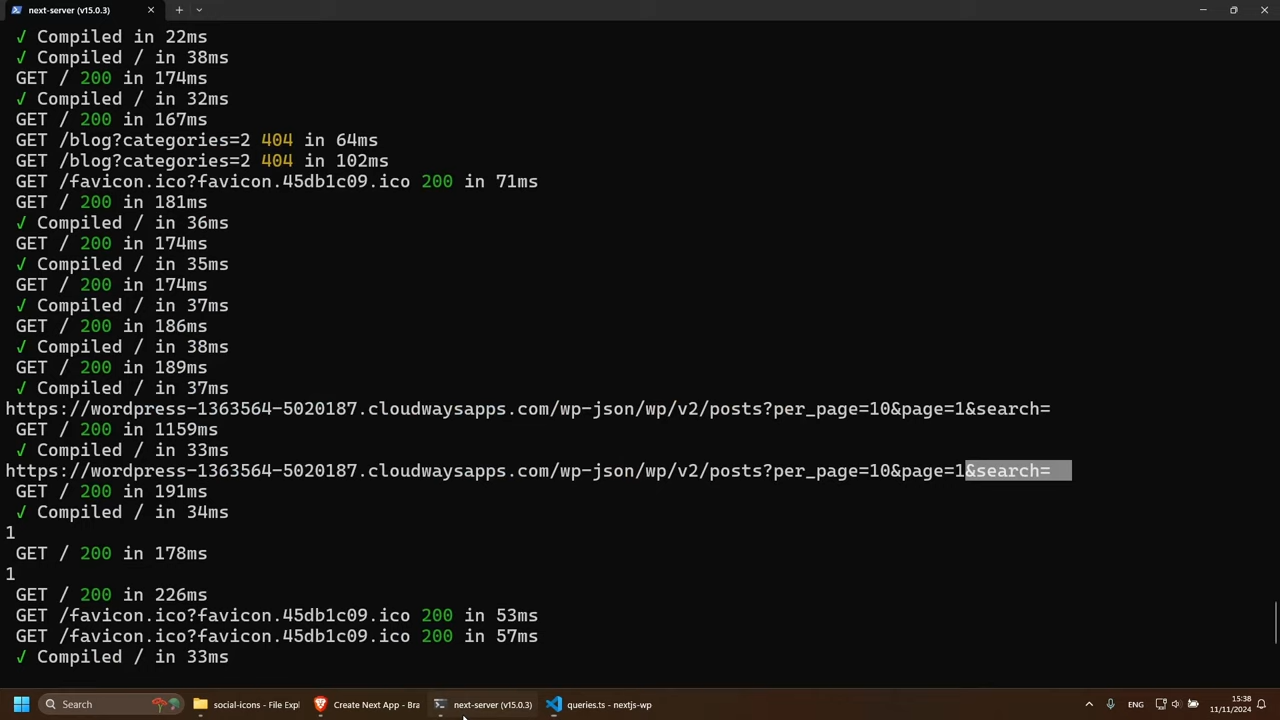 next-server (v15.0.3)
√ Compiled in 22ms
√ Compiled / in 38ms
GET / 200 in 174ms
√ Compiled / in 32ms
GET / 200 in 167ms
GET /blog?categories=2 404 in 64ms
GET /blog?categories=2 404 in 102ms
GET /favicon.ico?favicon.45db1c09.ico 200 in 71ms
GET / 200 in 181ms
√ Compiled / in 36ms
GET / 200 in 174ms
√ Compiled / in 35ms
GET / 200 in 174ms
√ Compiled / in 37ms
GET / 200 in 186ms
√ Compiled / in 38ms
GET / 200 in 189ms
√ Compiled / in 37ms
https://wordpress-1363564-5020187.cloudwaysapps.com/wp-json/wp/v2/posts?per_page=10&page=1&search=
GET / 200 in 1159ms
√ Compiled / in 33ms
https://wordpress-1363564-5020187.cloudwaysapps.com/wp-json/wp/v2/posts?per_page=10&page=1&search=
GET / 200 in 191ms
√ Compiled / in 34ms
1
GET / 200 in 178ms
1
GET / 200 in 226ms
GET /favicon.ico?favicon.45db1c09.ico 200 in 53ms
GET /favicon.ico?favicon.45db1c09.ico 200 in 57ms
√ Compiled / in 33ms
Search social-icons - File Expl Create Next App - Bra next-server (v15.0.3) queries.ts - nextjs-wp ENG 15:38
11/11/2024